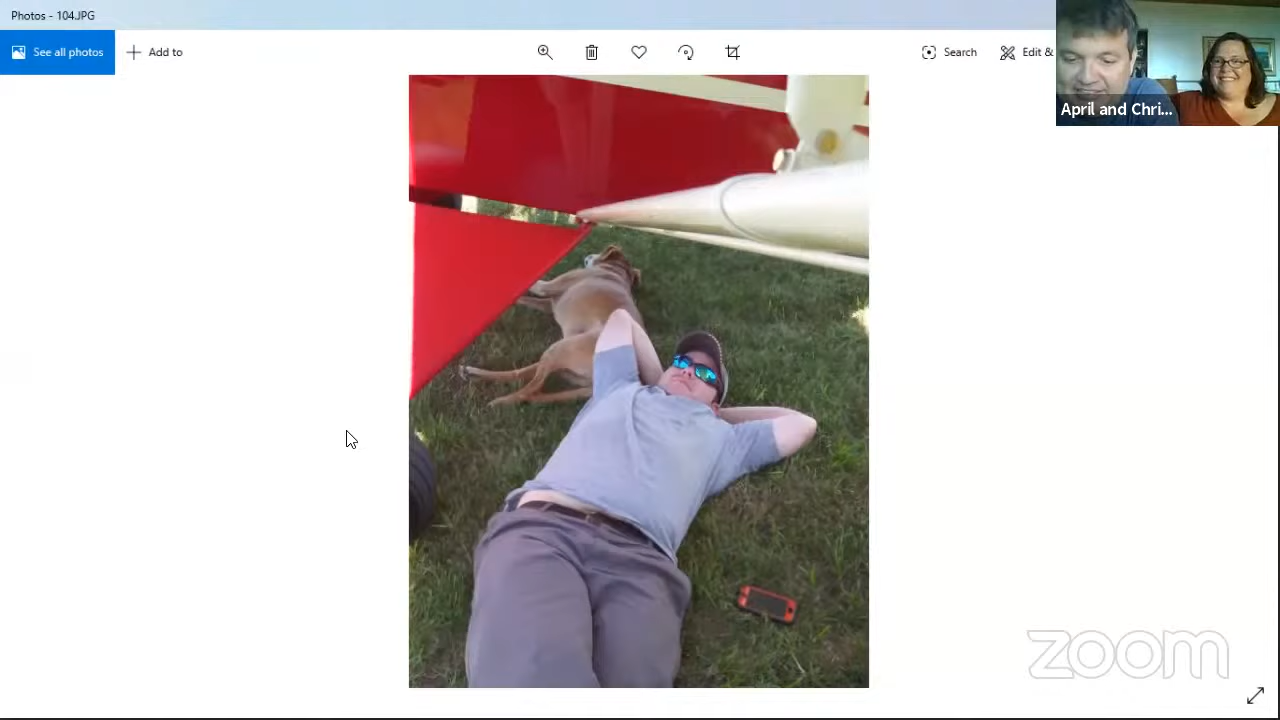 Photos - 104.JPG
See all photos
Add to
Search
Edit &
April and Chri...
zoom